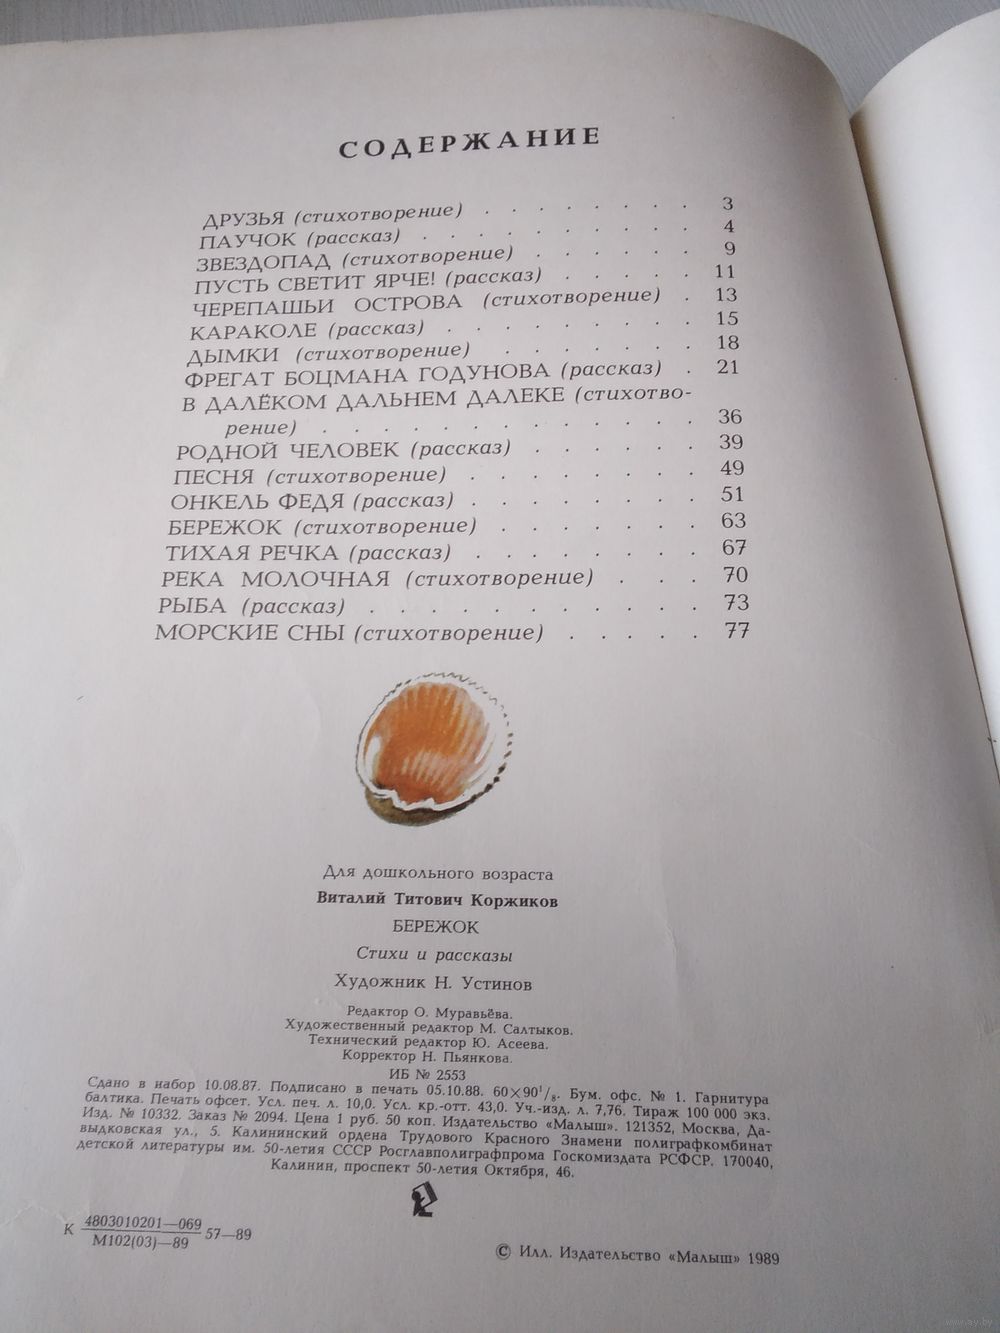 СОДЕРЖАНИЕ
ДРУЗЬЯ (стихотворение) . . . . . . . . 3
ПАУЧОК (рассказ) . . . . . . . . . . 4
ЗВЕЗДОПАД (стихотворение) . . . . . . . 9
ПУСТЬ СВЕТИТ ЯРЧЕ! (рассказ) . . . . . 11
ЧЕРЕПАШЬИ ОСТРОВА (стихотворение) . 13
КАРАКОЛЕ (рассказ) . . . . . . . . . 15
ДЫМКИ (стихотворение) . . . . . . . 18
ФРЕГАТ БОЦМАНА ГОДУНОВА (рассказ) . 21
В ДАЛЁКОМ ДАЛЬНЕМ ДАЛЕКЕ (стихотво-
рение) . . . . . . . . . . . . . 36
РОДНОЙ ЧЕЛОВЕК (рассказ) . . . . . . 39
ПЕСНЯ (стихотворение) . . . . . . . . 49
ОНКЕЛЬ ФЕДЯ (рассказ) . . . . . . . . 51
БЕРЕЖОК (стихотворение) . . . . . . . 63
ТИХАЯ РЕЧКА (рассказ) . . . . . . . . 67
РЕКА МОЛОЧНАЯ (стихотворение) . . . 70
РЫБА (рассказ) . . . . . . . . . . . 73
МОРСКИЕ СНЫ (стихотворение) . . . . . 77
Для дошкольного возраста
Виталий Титович Коржиков
БЕРЕЖОК
Стихи и рассказы
Художник Н. Устинов
Редактор О. Муравьёва.
Художественный редактор М. Салтыков.
Технический редактор Ю. Асеева.
Корректор Н. Пьянкова.
ИБ № 2553
Сдано в набор 10.08.87. Подписано в печать 05.10.88. 60×90¹/₈. Бум. офс. № 1. Гарнитура
балтика. Печать офсет. Усл. печ. л. 10,0. Усл. кр.-отт. 43,0. Уч.-изд. л. 7,76. Тираж 100 000 экз.
Изд. № 10332. Заказ № 2094. Цена 1 руб. 50 коп. Издательство «Малыш». 121352, Москва, Да-
выдковская ул., 5. Калининский ордена Трудового Красного Знамени полиграфкомбинат
детской литературы им. 50-летия СССР Росглавполиграфпрома Госкомиздата РСФСР. 170040,
Калинин, проспект 50-летия Октября, 46.
К 4803010201—069 57—89
М102(03)—89
© Илл. Издательство «Малыш» 1989
www.ay.by